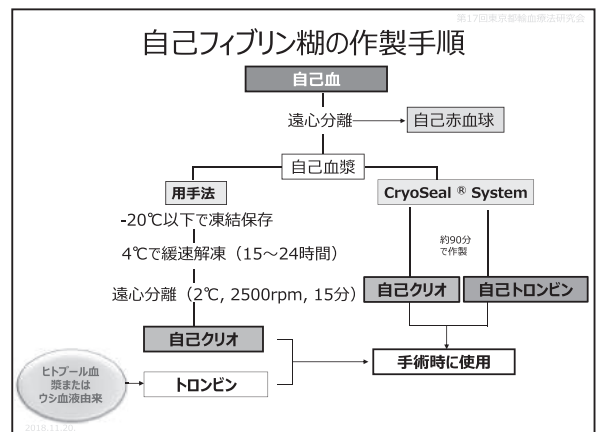 第17回東京都輸血療法研究会
自己フィブリン糊の作製手順
自己血
遠心分離
自己赤血球
自己血漿
用手法
CryoSeal ® System
-20℃以下で凍結保存
4℃で緩速解凍（15～24時間）
遠心分離（2℃, 2500rpm, 15分）
約90分
で作製
自己クリオ
自己トロンビン
自己クリオ
手術時に使用
ヒトプール血
漿または
ウシ血液由来
トロンビン
2018.11.20.